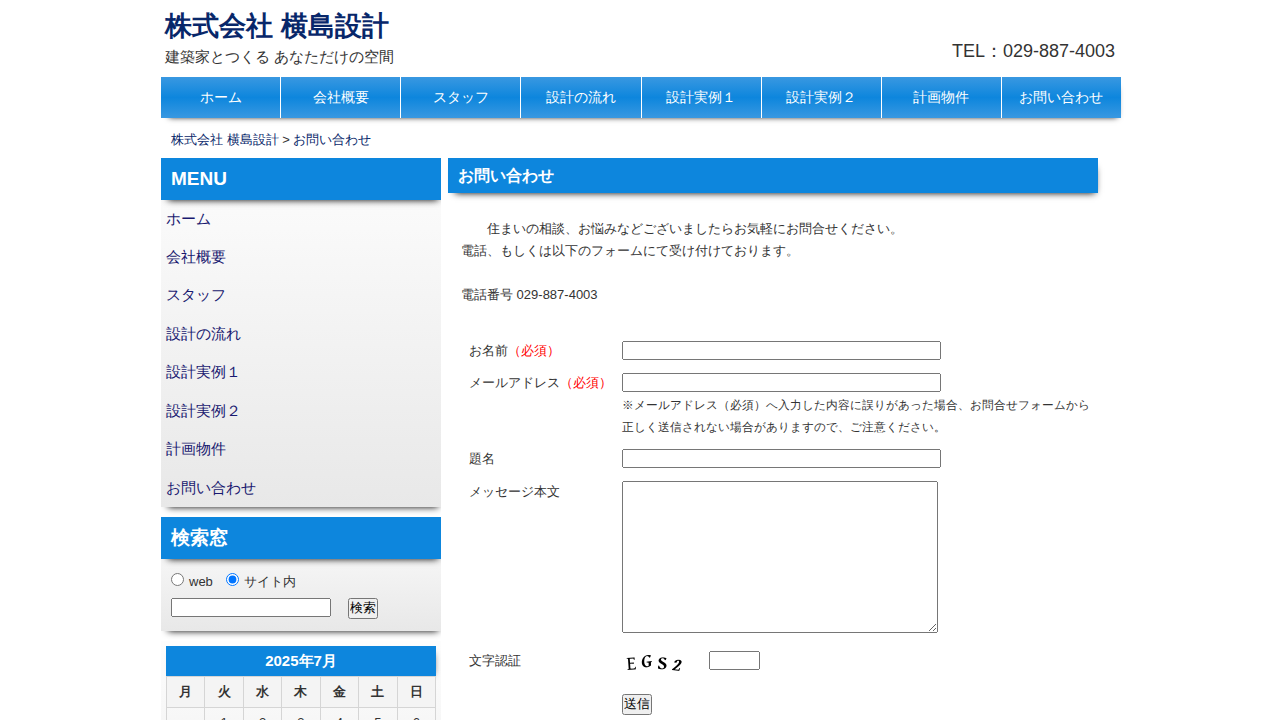 株式会社 横島設計
建築家とつくる あなただけの空間
TEL：029-887-4003
ホーム 会社概要 スタッフ 設計の流れ 設計実例１ 設計実例２ 計画物件 お問い合わせ
株式会社 横島設計 > お問い合わせ
MENU
ホーム
会社概要
スタッフ
設計の流れ
設計実例１
設計実例２
計画物件
お問い合わせ
検索窓
web サイト内
検索
2025年7月
月 火 水 木 金 土 日
1 2 3 4 5 6
お問い合わせ
住まいの相談、お悩みなどございましたらお気軽にお問合せください。
電話、もしくは以下のフォームにて受け付けております。
電話番号 029-887-4003
お名前（必須）
メールアドレス（必須）
※メールアドレス（必須）へ入力した内容に誤りがあった場合、お問合せフォームから
正しく送信されない場合がありますので、ご注意ください。
題名
メッセージ本文
文字認証 EGS2
送信